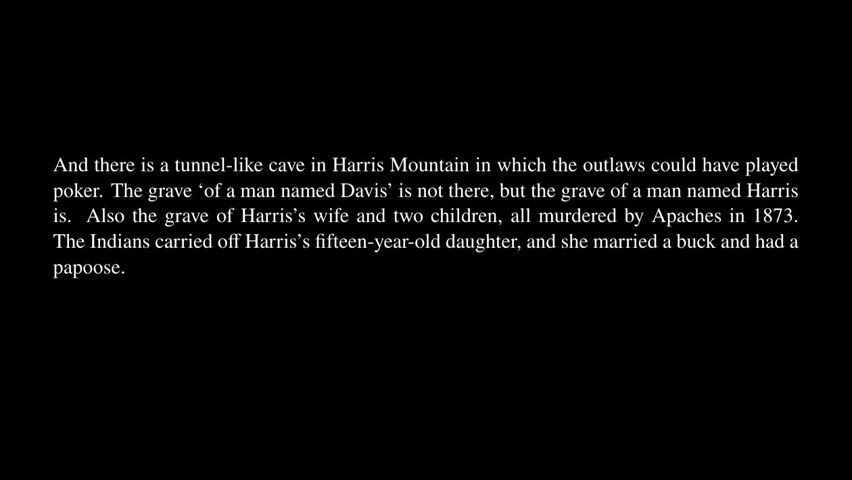 And there is a tunnel-like cave in Harris Mountain in which the outlaws could have played
poker. The grave ‘of a man named Davis’ is not there, but the grave of a man named Harris
is. Also the grave of Harris’s wife and two children, all murdered by Apaches in 1873.
The Indians carried off Harris’s fifteen-year-old daughter, and she married a buck and had a
papoose.